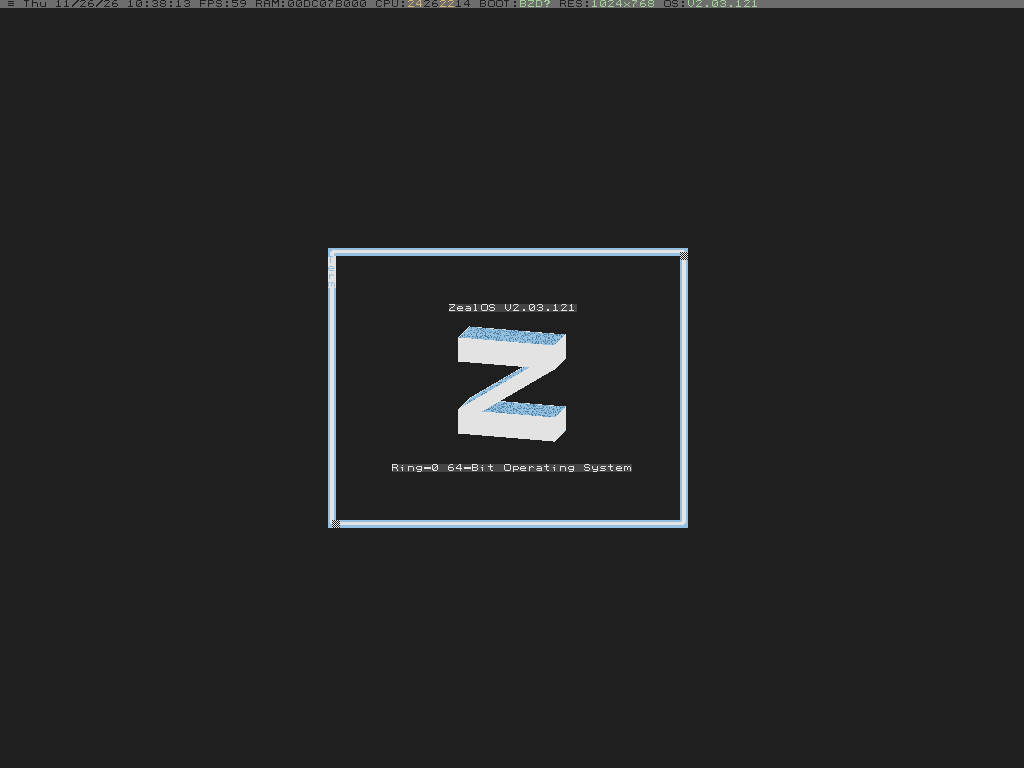 ≡ Thu 11/26/26 10:38:13 FPS:59 RAM:00DC07B000 CPU:24262214 BOOT:BZD? RES:1024x768 OS:V2.03.121
Term
ZealOS V2.03.121
Ring-0 64-Bit Operating System